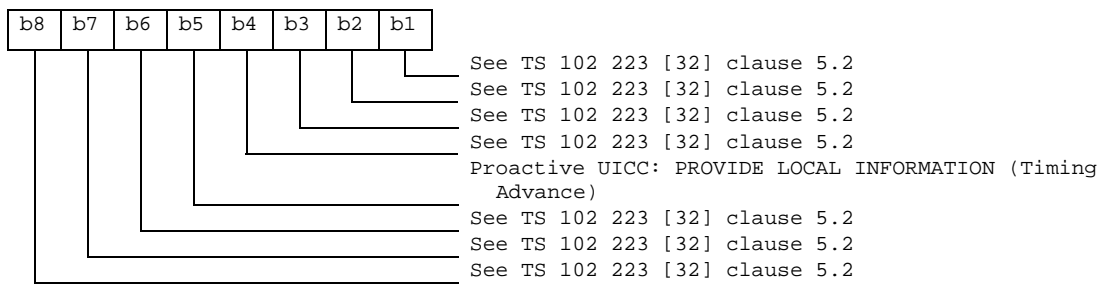 b8 b7 b6 b5 b4 b3 b2 b1
See TS 102 223 [32] clause 5.2
See TS 102 223 [32] clause 5.2
See TS 102 223 [32] clause 5.2
See TS 102 223 [32] clause 5.2
Proactive UICC: PROVIDE LOCAL INFORMATION (Timing
Advance)
See TS 102 223 [32] clause 5.2
See TS 102 223 [32] clause 5.2
See TS 102 223 [32] clause 5.2